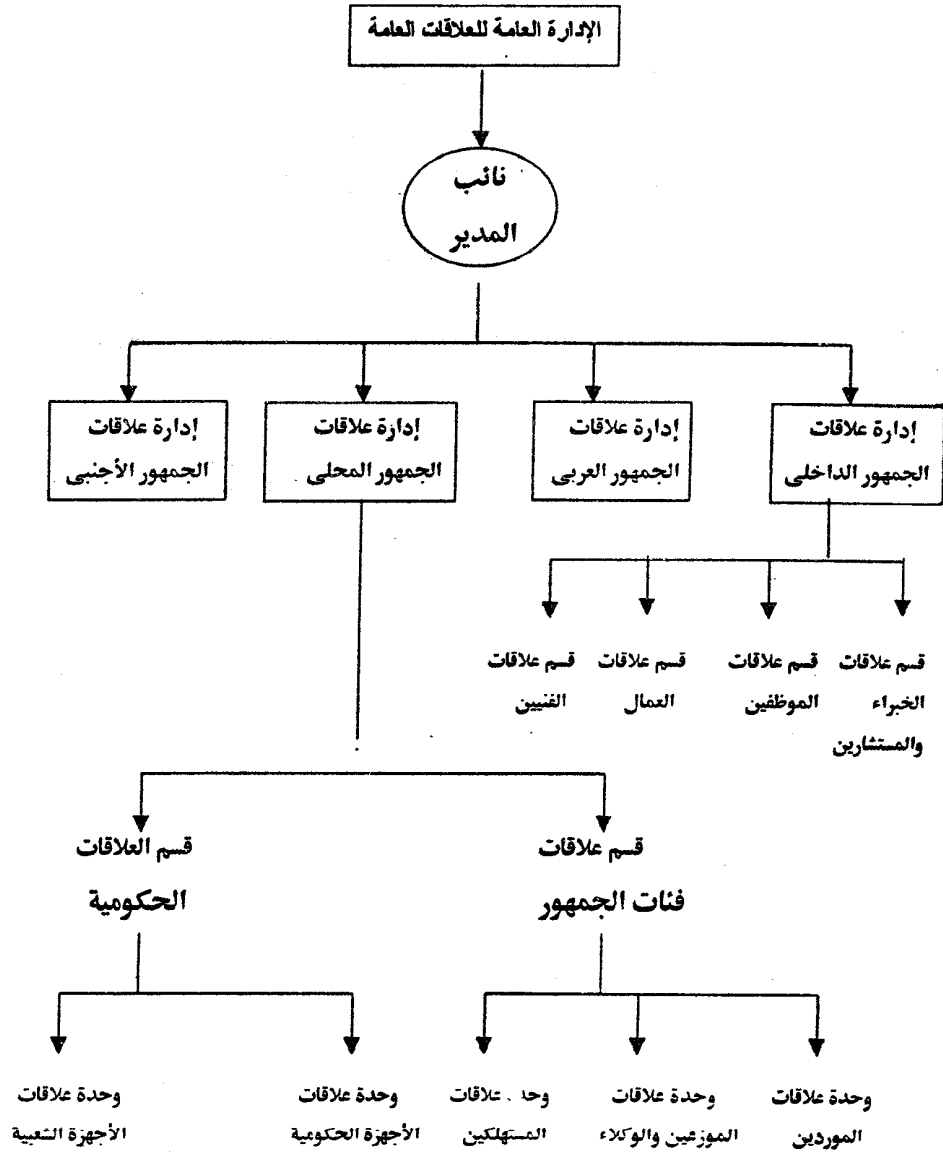 الإدارة العامة للعلاقات العامة
نائب
المدير
إدارة علاقات
الجمهور الداخلى
إدارة علاقات
الجمهور العربى
إدارة علاقات
الجمهور المحلى
إدارة علاقات
الجمهور الأجنبى
قسم علاقات
الخبراء
والمستشارين
قسم علاقات
الموظفين
قسم علاقات
العمال
قسم علاقات
الفنيين
قسم علاقات
فئات الجمهور
قسم العلاقات
الحكومية
وحدة علاقات
الموردين
وحدة علاقات
الموزعين والوكلاء
وحدة علاقات
المستهلكين
وحدة علاقات
الأجهزة الحكومية
وحدة علاقات
الأجهزة الشعبية